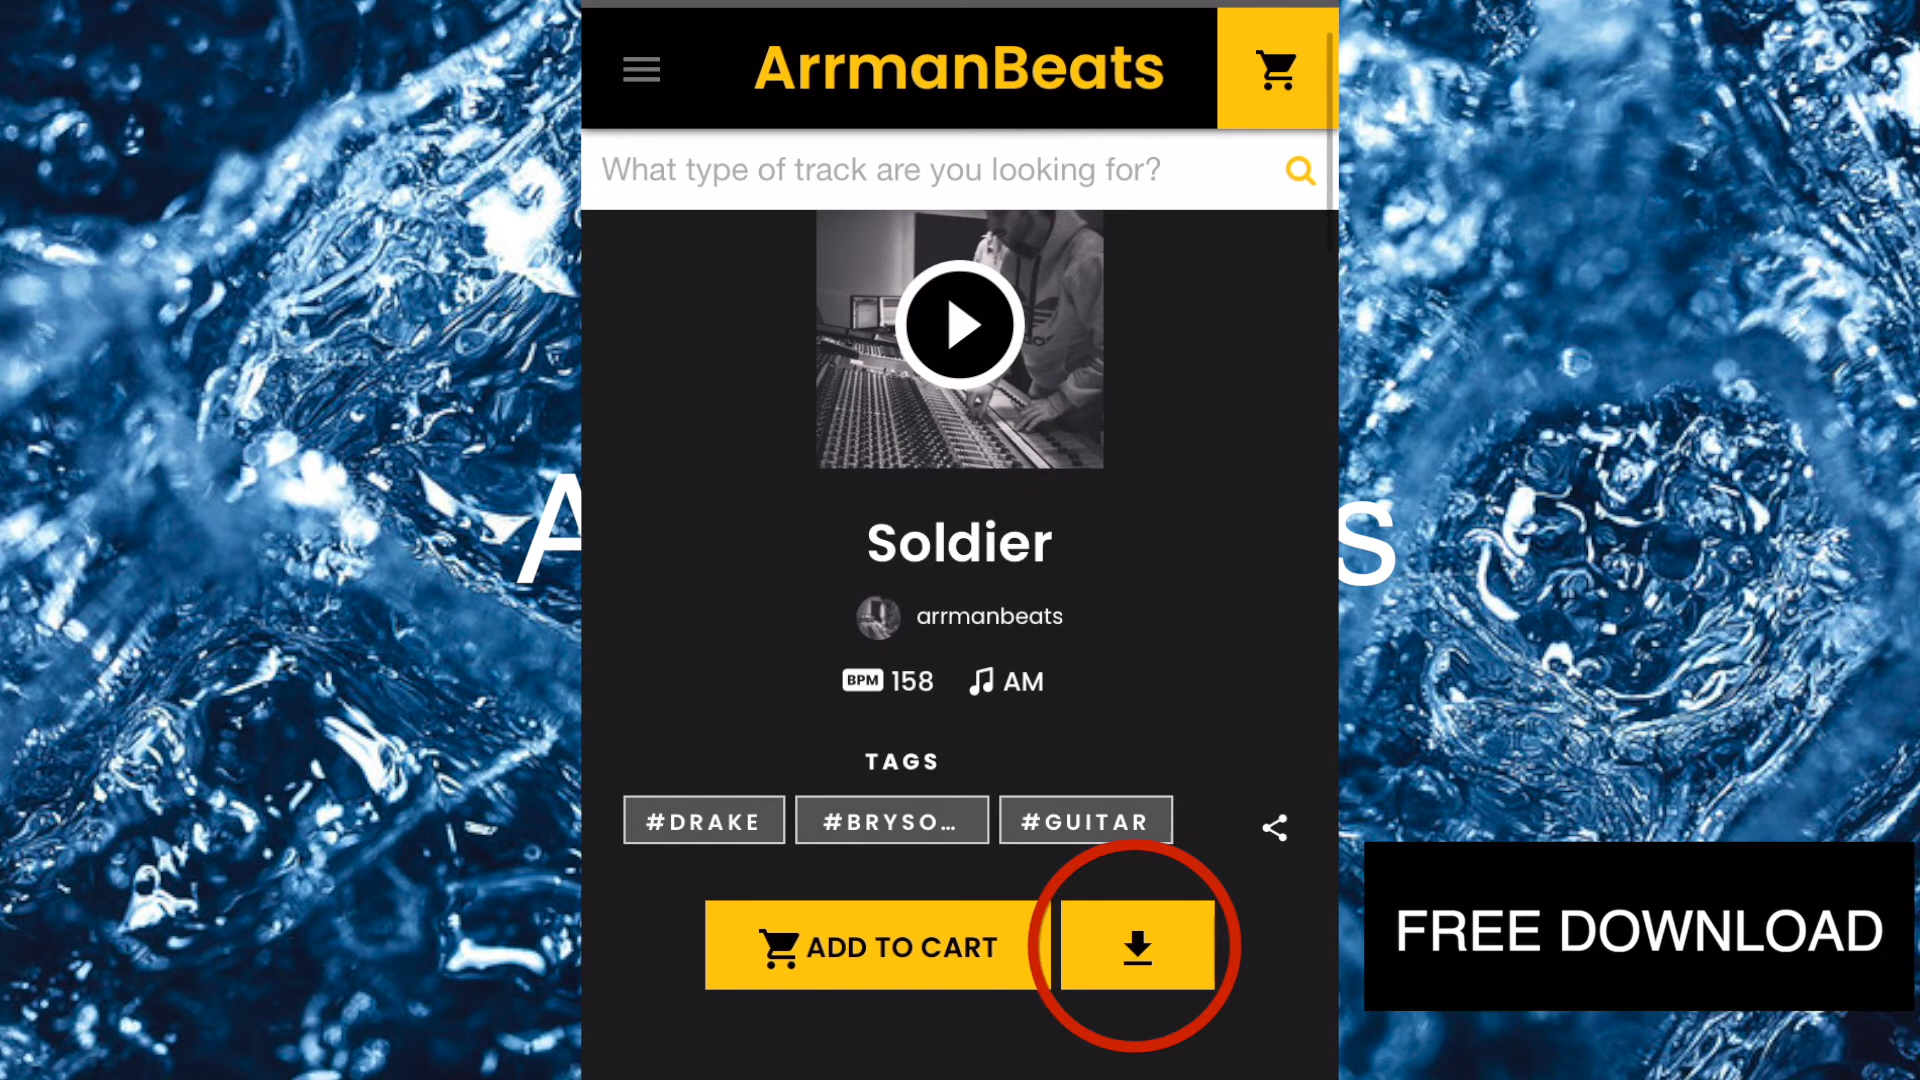 ArrmanBeats
What type of track are you looking for?
A
s
Soldier
arrmanbeats
BPM 158 AM
TAGS
#DRAKE #BRYSO... #GUITAR
ADD TO CART
FREE DOWNLOAD